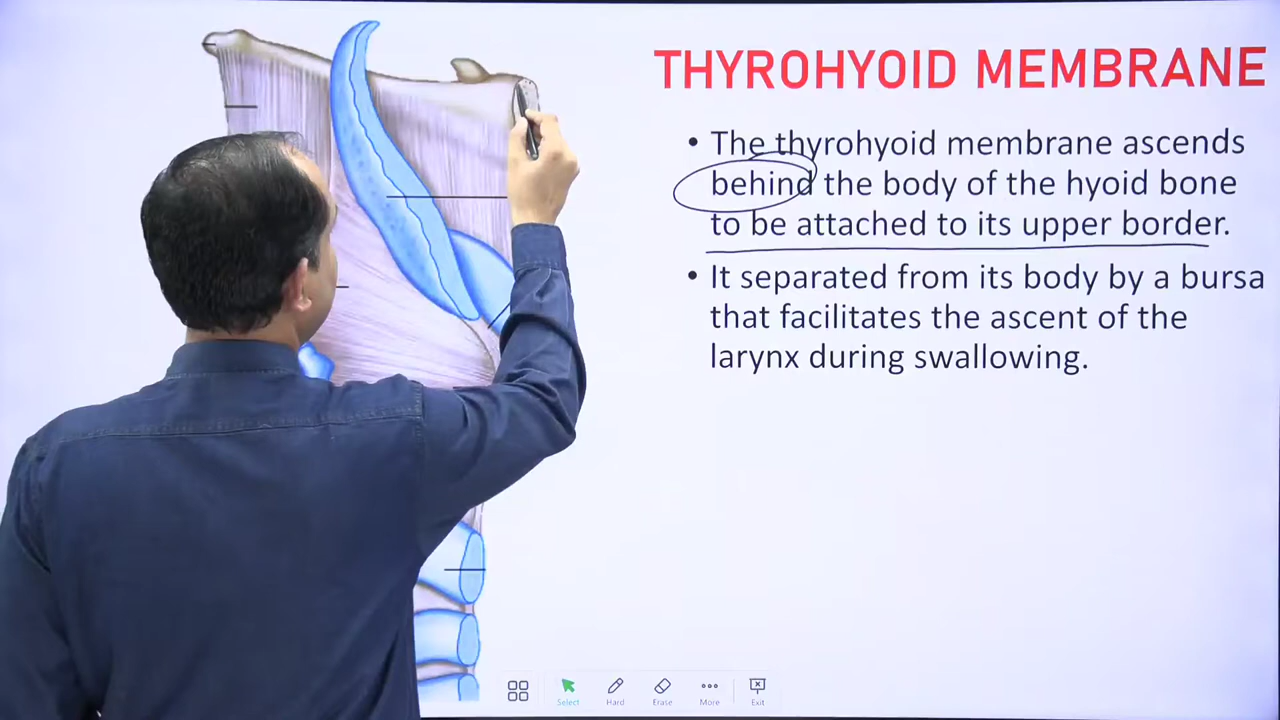 THYROHYOID MEMBRANE
• The thyrohyoid membrane ascends
behind the body of the hyoid bone
to be attached to its upper border.
• It separated from its body by a bursa
that facilitates the ascent of the
larynx during swallowing.
Select Hard Erase More Exit